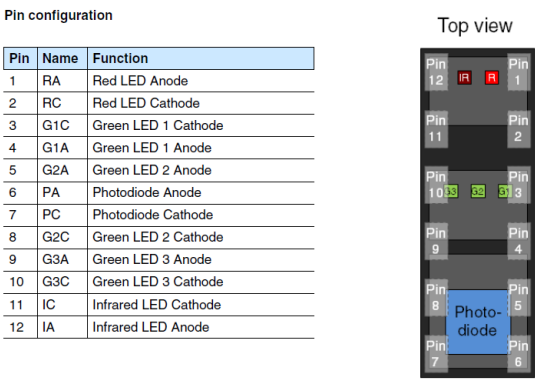 Pin configuration
Pin Name Function
1 RA Red LED Anode
2 RC Red LED Cathode
3 G1C Green LED 1 Cathode
4 G1A Green LED 1 Anode
5 G2A Green LED 2 Anode
6 PA Photodiode Anode
7 PC Photodiode Cathode
8 G2C Green LED 2 Cathode
9 G3A Green LED 3 Anode
10 G3C Green LED 3 Cathode
11 IC Infrared LED Cathode
12 IA Infrared LED Anode
Top view
Pin 12 IR R Pin 1
Pin 11 Pin 2
Pin 10 G3 G2 G1 Pin 3
Pin 9 Pin 4
Pin 8 Pin 5
Photo-
diode
Pin 7 Pin 6